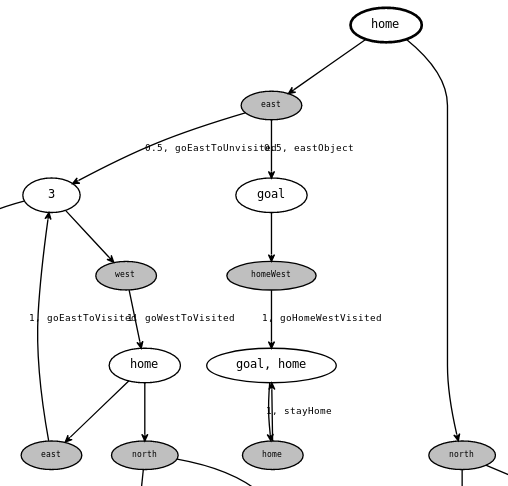 home
east
0.5, goEastToUnvisited
0.5, eastObject
3
goal
west
homeWest
1, goEastToVisited
1, goWestToVisited
1, goHomeWestVisited
home
goal, home
1, stayHome
east
north
home
north